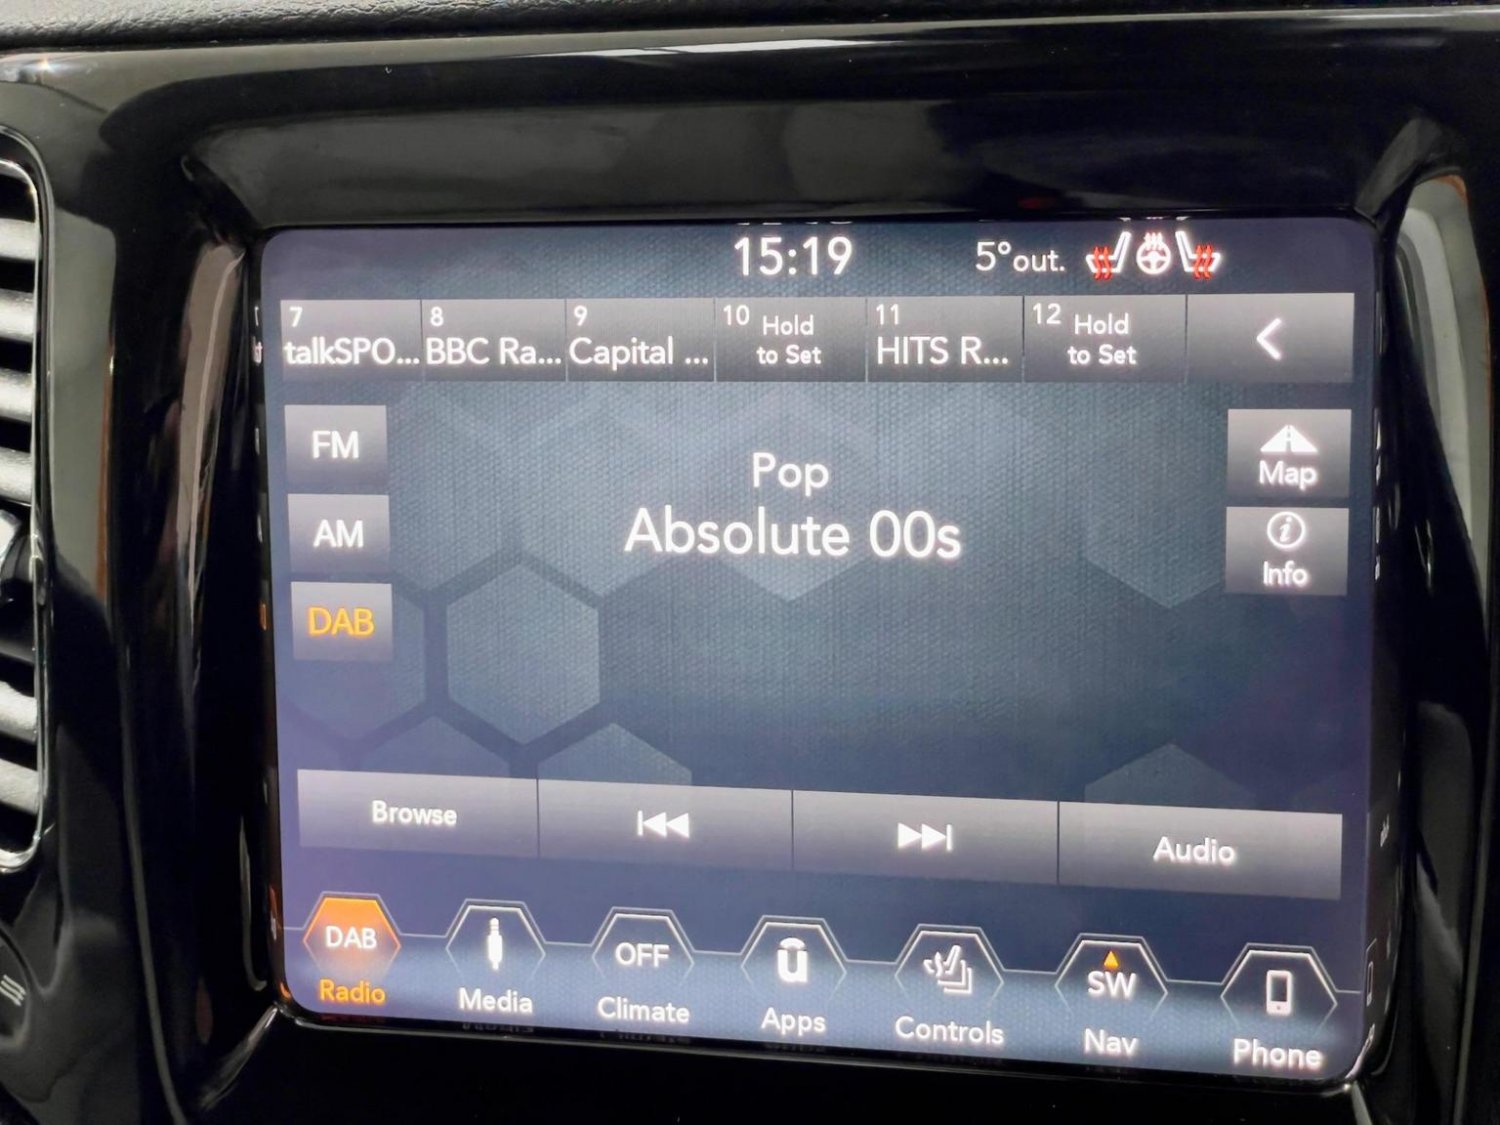 15:19
5°out.
7
talkSPO...
8
BBC Ra...
9
Capital ...
10 Hold
to Set
11
HITS R...
12 Hold
to Set
FM
AM
DAB
Pop
Absolute 00s
Map
i
Info
Browse
Audio
DAB
Radio
Media
OFF
Climate
Apps
Controls
SW
Nav
Phone